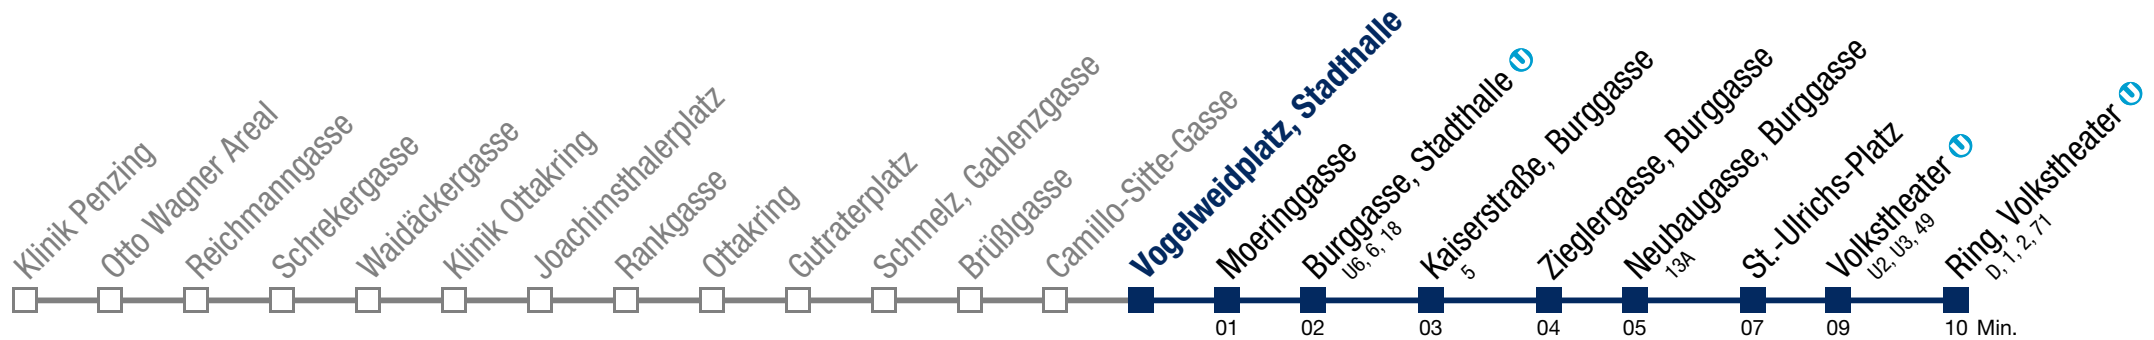 Klinik Penzing
Otto Wagner Areal
Reichmanngasse
Schrekergasse
Waidäckergasse
Klinik Ottakring
Joachimsthalerplatz
Rankgasse
Ottakring
Gutraterplatz
Schmelz, Gablenzgasse
Brüßlgasse
Camillo-Sitte-Gasse
Vogelweidplatz, Stadthalle
Moeringgasse
Burggasse, Stadthalle U
U6, 6, 18
Kaiserstraße, Burggasse
5
Zieglergasse, Burggasse
Neubaugasse, Burggasse
13A
St.-Ulrichs-Platz
Volkstheater U
U2, U3, 49
Ring, Volkstheater U
D, 1, 2, 71
01 02 03 04 05 07 09 10 Min.